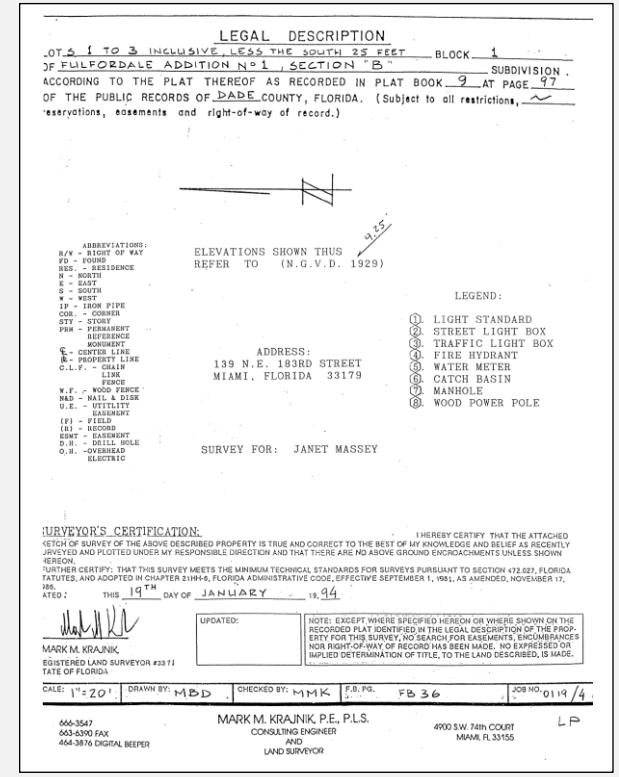 LEGAL DESCRIPTION
OT S 1 TO 3 INCLUSIVE, LESS THE SOUTH 25 FEET BLOCK 1
OF FULFORDALE ADDITION Nº 1, SECTION "B" SUBDIVISION.
ACCORDING TO THE PLAT THEREOF AS RECORDED IN PLAT BOOK 9 AT PAGE 97
OF THE PUBLIC RECORDS OF DADE COUNTY, FLORIDA. (Subject to all restrictions,
eservations, easements and right-of-way of record.)
N
9.25
ELEVATIONS SHOWN THUS
REFER TO (N.G.V.D. 1929)
ABBREVIATIONS:
R/W - RIGHT OF WAY
FD - FOUND
RES. - RESIDENCE
N - NORTH
E - EAST
S - SOUTH
W - WEST
IP - IRON PIPE
COR. - CORNER
STY - STORY
PRM - PERMANENT
REFERENCE
MONUMENT
℄ - CENTER LINE
PL - PROPERTY LINE
C.L.F. - CHAIN
LINK
FENCE
W.F. - WOOD FENCE
N&D - NAIL & DISK
U.E. - UTITLITY
EASEMENT
(F) - FIELD
(R) - RECORD
ESMT - EASEMENT
D.H. - DRILL HOLE
O.H. -OVERHEAD
ELECTRIC
ADDRESS:
139 N.E. 183RD STREET
MIAMI, FLORIDA 33179
SURVEY FOR: JANET MASSEY
LEGEND:
①. LIGHT STANDARD
②. STREET LIGHT BOX
③. TRAFFIC LIGHT BOX
④. FIRE HYDRANT
⑤. WATER METER
⑥. CATCH BASIN
⑦. MANHOLE
⑧. WOOD POWER POLE
SURVEYOR'S CERTIFICATION: I HEREBY CERTIFY THAT THE ATTACHED
KETCH OF SURVEY OF THE ABOVE DESCRIBED PROPERTY IS TRUE AND CORRECT TO THE BEST OF MY KNOWLEDGE AND BELIEF AS RECENTLY
URVEYED AND PLOTTED UNDER MY RESPONSIBLE DIRECTION AND THAT THERE ARE NO ABOVE GROUND ENCROACHMENTS UNLESS SHOWN
HEREON.
FURTHER CERTIFY: THAT THIS SURVEY MEETS THE MINIMUM TECHNICAL STANDARDS FOR SURVEYS PURSUANT TO SECTION 472.027, FLORIDA
TATUTES, AND ADOPTED IN CHAPTER 21HH-6, FLORIDA ADMINISTRATIVE CODE, EFFECTIVE SEPTEMBER 1, 1981, AS AMENDED, NOVEMBER 17,
986.
ATED: THIS 19TH DAY OF JANUARY 19 94
MARK M. KRAJNIK
EGISTERED LAND SURVEYOR #3371
TATE OF FLORIDA
UPDATED:
NOTE: EXCEPT WHERE SPECIFIED HEREON OR WHERE SHOWN ON THE
RECORDED PLAT IDENTIFIED IN THE LEGAL DESCRIPTION OF THE PROP-
ERTY FOR THIS SURVEY, NO SEARCH FOR EASEMENTS, ENCUMBRANCES
NOR RIGHT-OF-WAY OF RECORD HAS BEEN MADE. NO EXPRESSED OR
IMPLIED DETERMINATION OF TITLE, TO THE LAND DESCRIBED, IS MADE.
CALE: 1"=20' DRAWN BY: MBD CHECKED BY: MMK F.B. PG. FB 36 JOB NO. 0119/4
666-3547
663-6390 FAX
464-3876 DIGITAL BEEPER
MARK M. KRAJNIK, P.E., P.L.S.
CONSULTING ENGINEER
AND
LAND SURVEYOR
4900 S.W. 74th COURT
MIAMI, FL 33155
LP